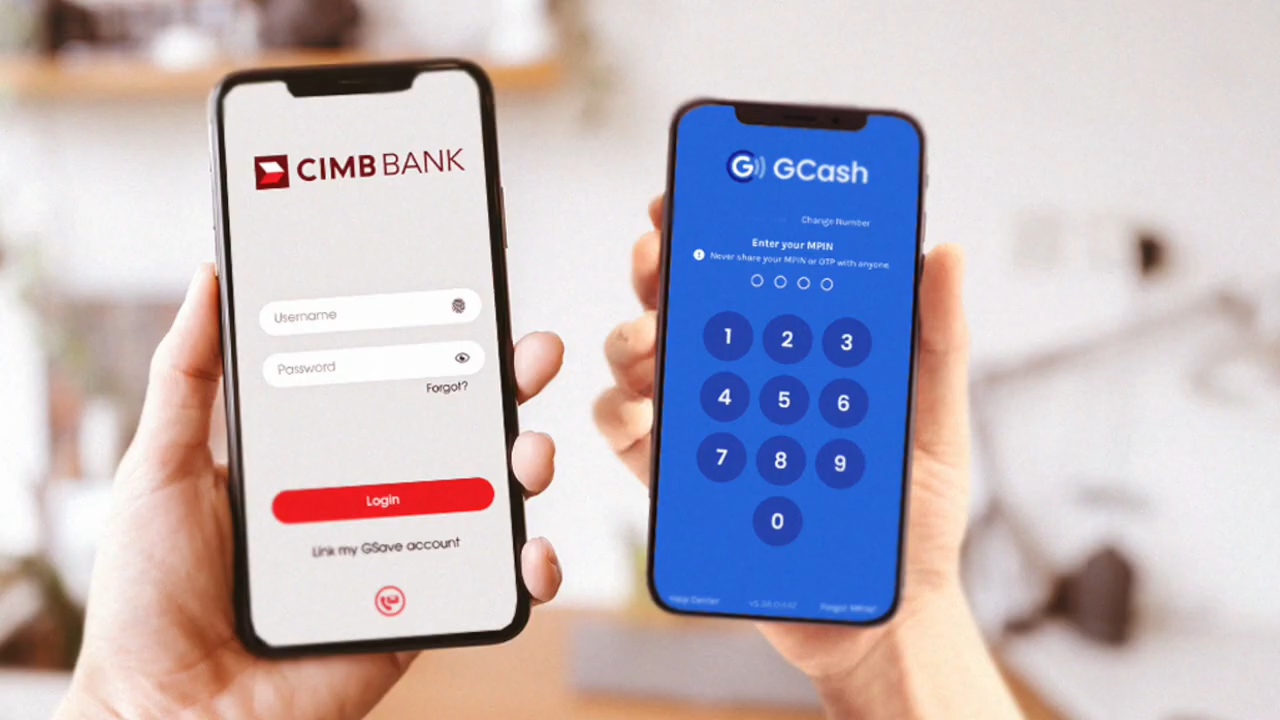 CIMB BANK
Username
Password
Forgot?
Login
Link my GSave account
G GCash
Change Number
Enter your MPIN
Never share your MPIN or OTP with anyone.
1 2 3
4 5 6
7 8 9
0
Help Center
Forgot MPIN?